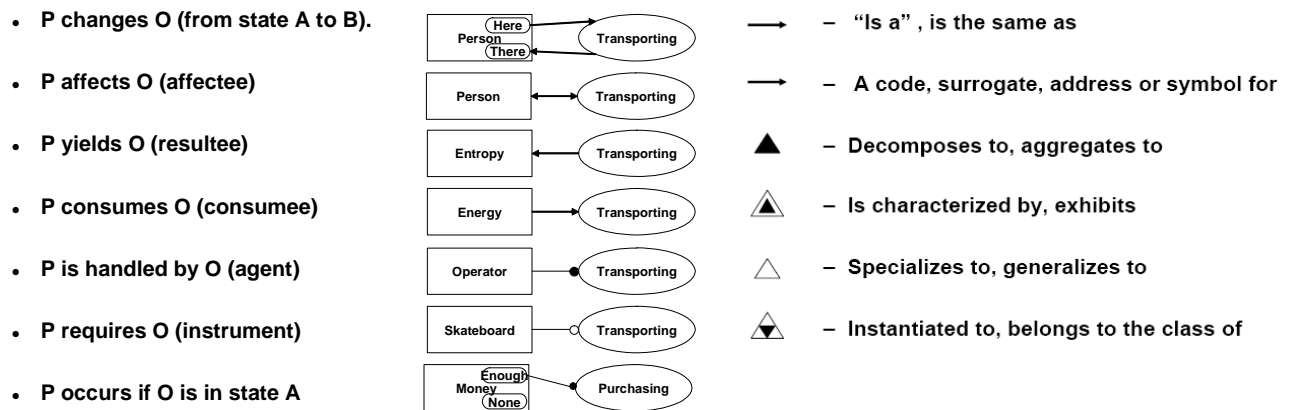 • P changes O (from state A to B).
Here
Person
There
Transporting
→ – “Is a” , is the same as
• P affects O (affectee)
Person
Transporting
→ – A code, surrogate, address or symbol for
• P yields O (resultee)
Entropy
Transporting
– Decomposes to, aggregates to
• P consumes O (consumee)
Energy
Transporting
– Is characterized by, exhibits
• P is handled by O (agent)
Operator
Transporting
– Specializes to, generalizes to
• P requires O (instrument)
Skateboard
Transporting
– Instantiated to, belongs to the class of
• P occurs if O is in state A
Enough
Money
None
Purchasing